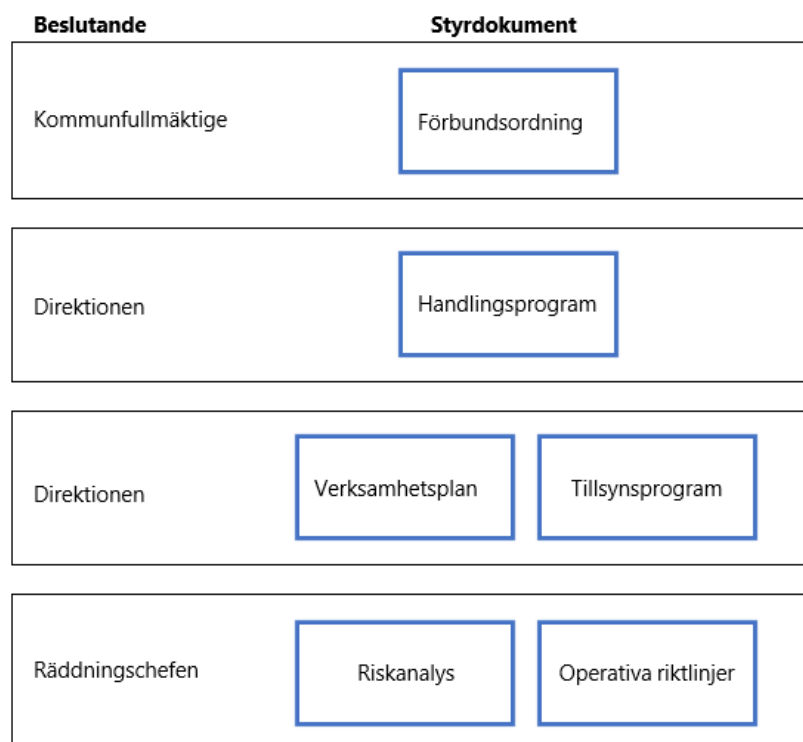 Beslutande Styrdokument
Kommunfullmäktige Förbundsordning
Direktionen Handlingsprogram
Direktionen Verksamhetsplan Tillsynsprogram
Räddningschefen Riskanalys Operativa riktlinjer